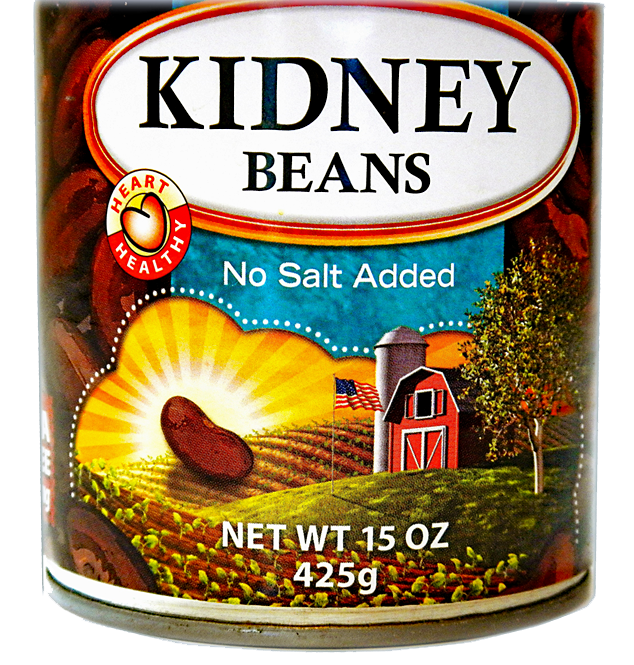 KIDNEY
BEANS
HEART
HEALTHY
No Salt Added
NET WT 15 OZ
425g